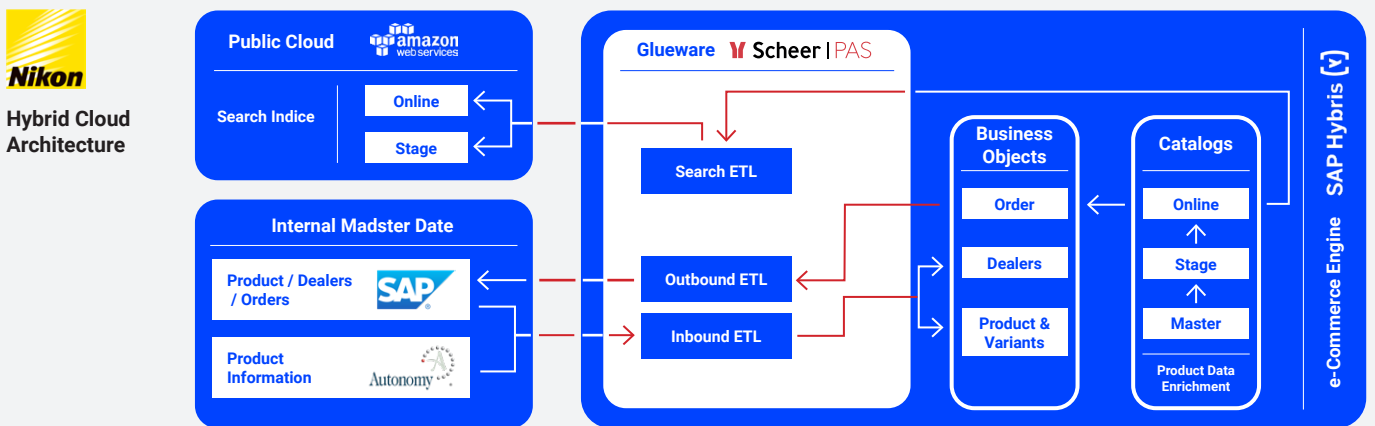 Nikon
Hybrid Cloud
Architecture
Public Cloud
amazon
web services
Search Indice
Online
Stage
Internal Madster Date
Product / Dealers
/ Orders
SAP
®
Product
Information
A
Autonomy
Glueware
Scheer | PAS
Search ETL
Outbound ETL
Inbound ETL
Business
Objects
Order
Dealers
Product &
Variants
Catalogs
Online
Stage
Master
Product Data
Enrichment
e-Commerce Engine SAP Hybris (y)